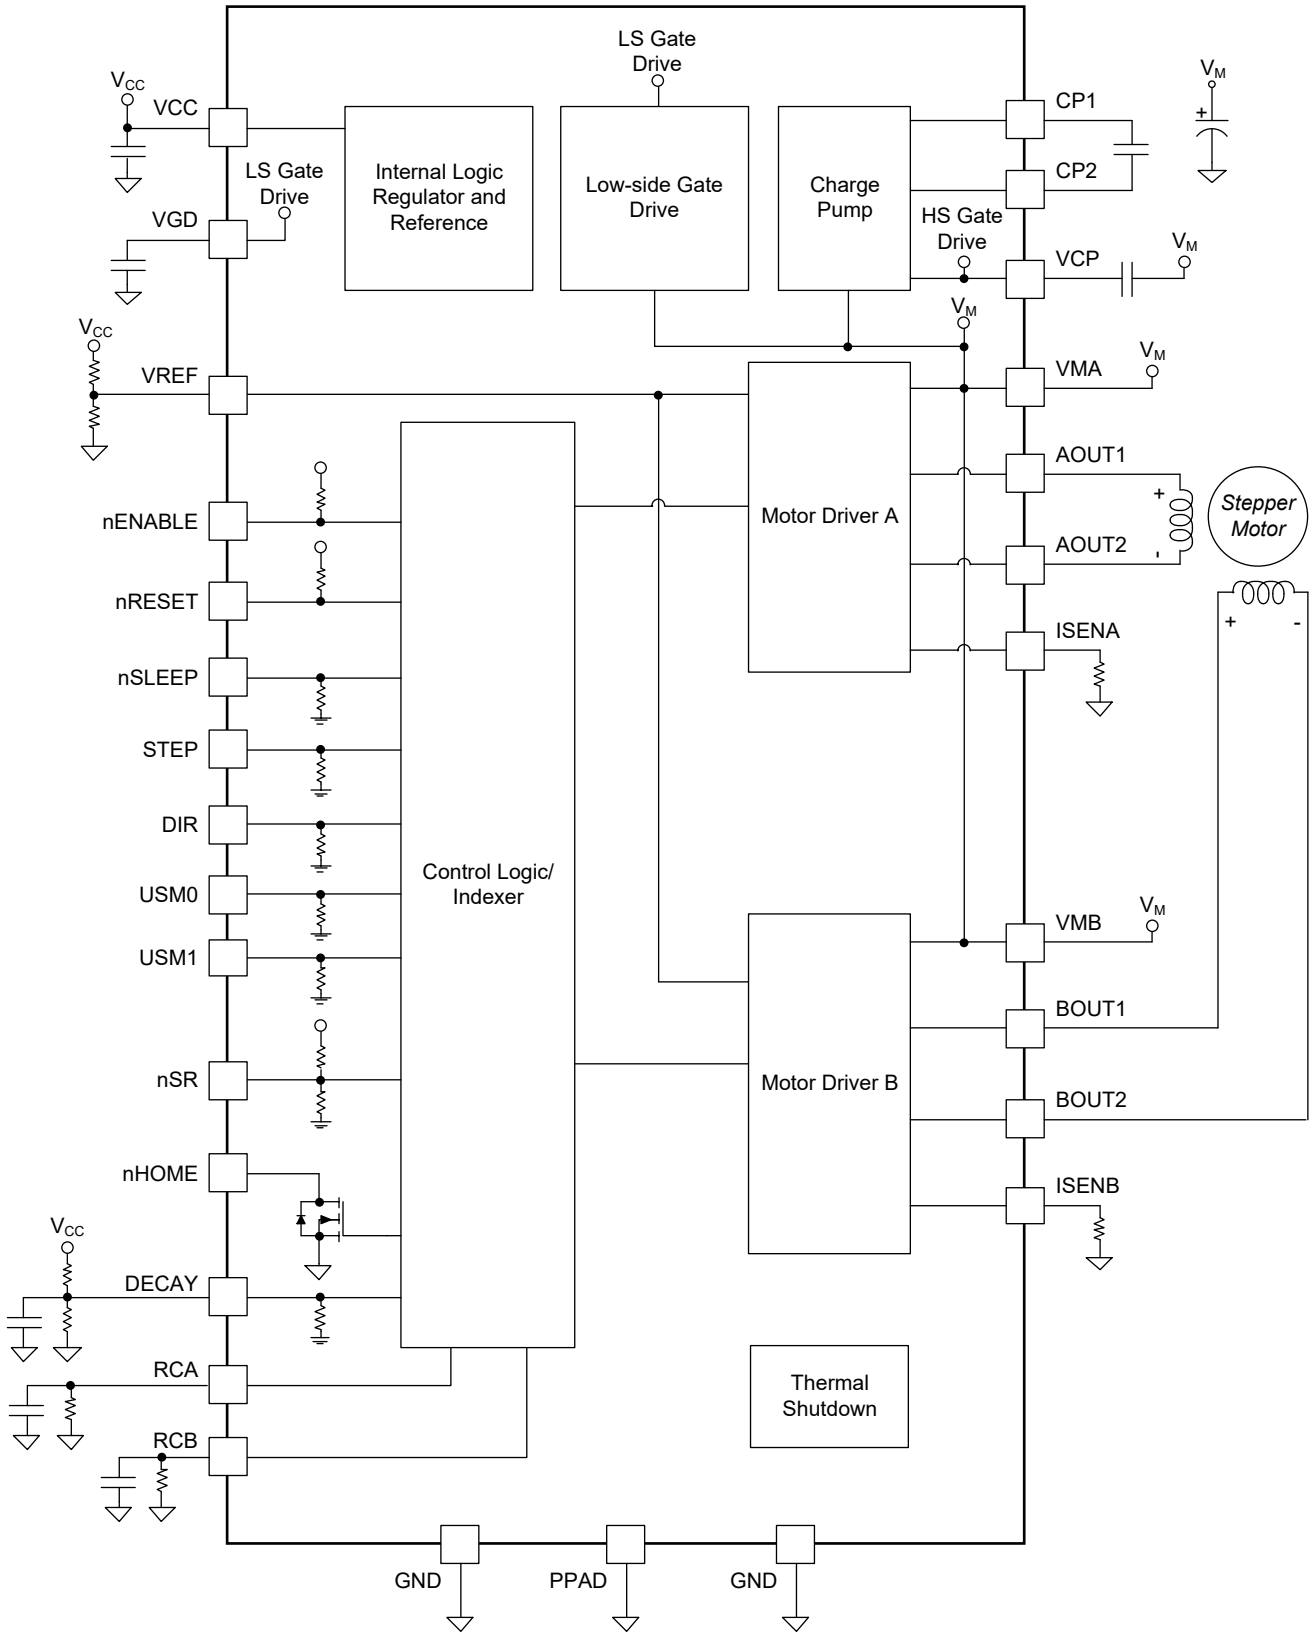 LS Gate
Drive
VCC
VCC
CP1
VM
+
Internal Logic
Regulator and
Reference
Low-side Gate
Drive
Charge
Pump
CP2
LS Gate
Drive
VGD
HS Gate
Drive
VCP
VM
VM
VCC
VREF
VMA
VM
AOUT1
+
-
AOUT2
Stepper
Motor
+
-
Motor Driver A
nENABLE
nRESET
ISENA
nSLEEP
STEP
DIR
Control Logic/
Indexer
USM0
USM1
VMB
VM
BOUT1
nSR
Motor Driver B
BOUT2
nHOME
ISENB
VCC
DECAY
RCA
Thermal
Shutdown
RCB
GND
PPAD
GND